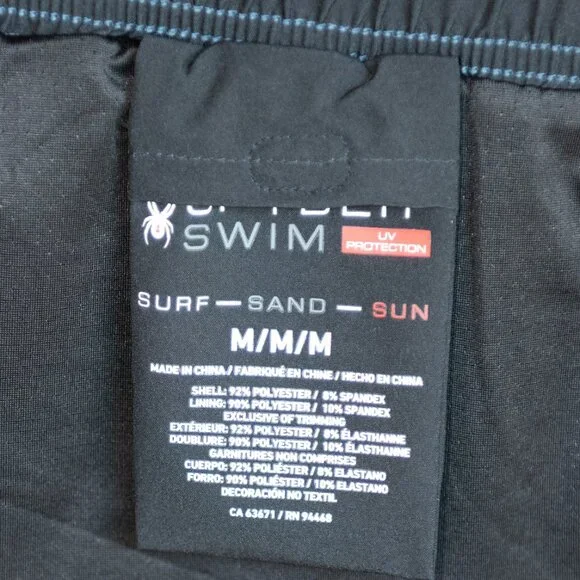 SWIM
UV
PROTECTION
SURF — SAND — SUN
M/M/M
MADE IN CHINA / FABRIQUÉ EN CHINE / HECHO EN CHINA
SHELL: 92% POLYESTER / 8% SPANDEX
LINING: 90% POLYESTER / 10% SPANDEX
EXCLUSIVE OF TRIMMING
EXTÉRIEUR: 92% POLYESTER / 8% ÉLASTHANNE
DOUBLURE: 90% POLYESTER / 10% ÉLASTHANNE
GARNITURES NON COMPRISES
CUERPO: 92% POLIÉSTER / 8% ELASTANO
FORRO: 90% POLIÉSTER / 10% ELASTANO
DECORACIÓN NO TEXTIL
CA 63671 / RN 94468